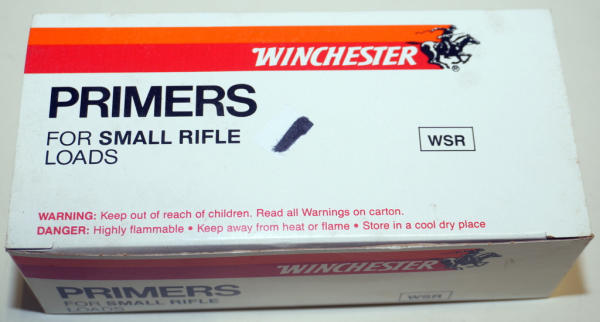 WINCHESTER
®
PRIMERS
FOR SMALL RIFLE
LOADS
WSR
WARNING: Keep out of reach of children. Read all Warnings on carton.
DANGER: Highly flammable • Keep away from heat or flame • Store in a cool dry place
WINCHESTER
PRIMERS
FOR SMALL RIFLE
LOADS
WSR